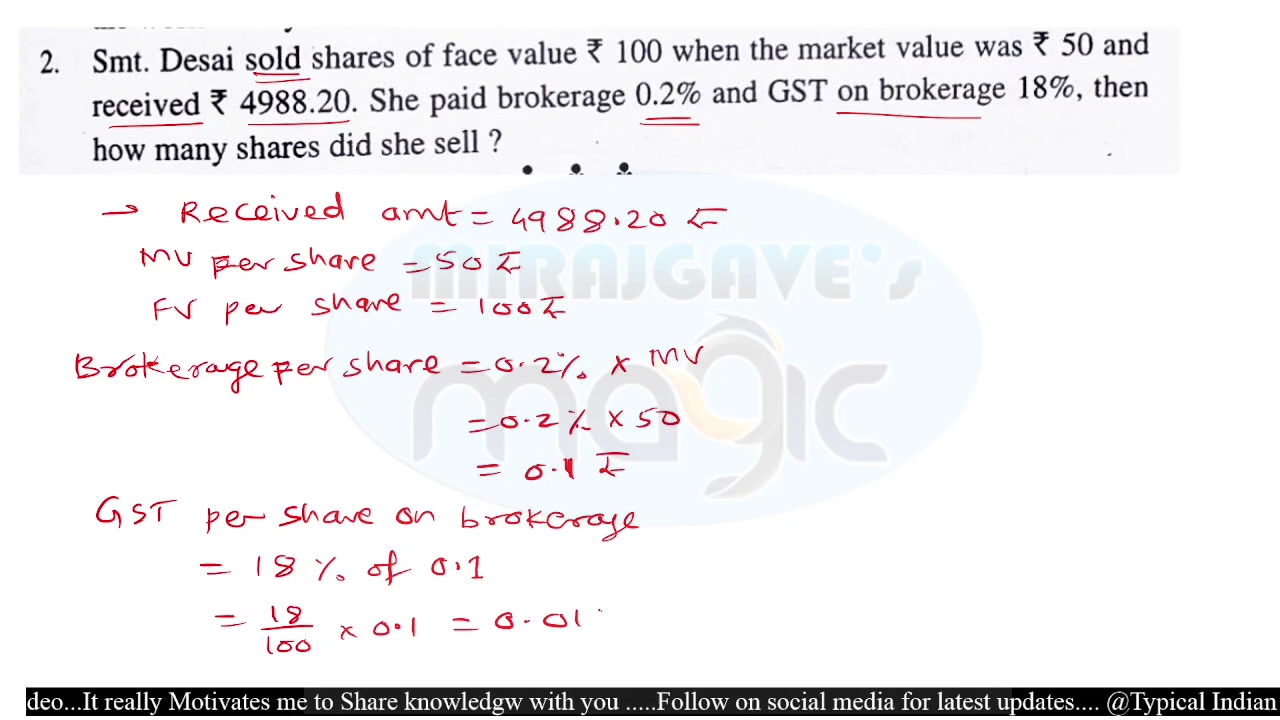 2. Smt. Desai sold shares of face value ₹ 100 when the market value was ₹ 50 and
received ₹ 4988.20. She paid brokerage 0.2% and GST on brokerage 18%, then
how many shares did she sell ?
→ Received amt = 4988.20 ₹
MV per share = 50 ₹
FV per share = 100 ₹
Brokerage per share = 0.2% × MV
= 0.2% × 50
= 0.1 ₹
GST per share on brokerage
= 18 % of 0.1
= 18/100 × 0.1 = 0.01
MIRAJGAVE'S
magic
deo...It really Motivates me to Share knowledgw with you .....Follow on social media for latest updates.... @Typical Indian